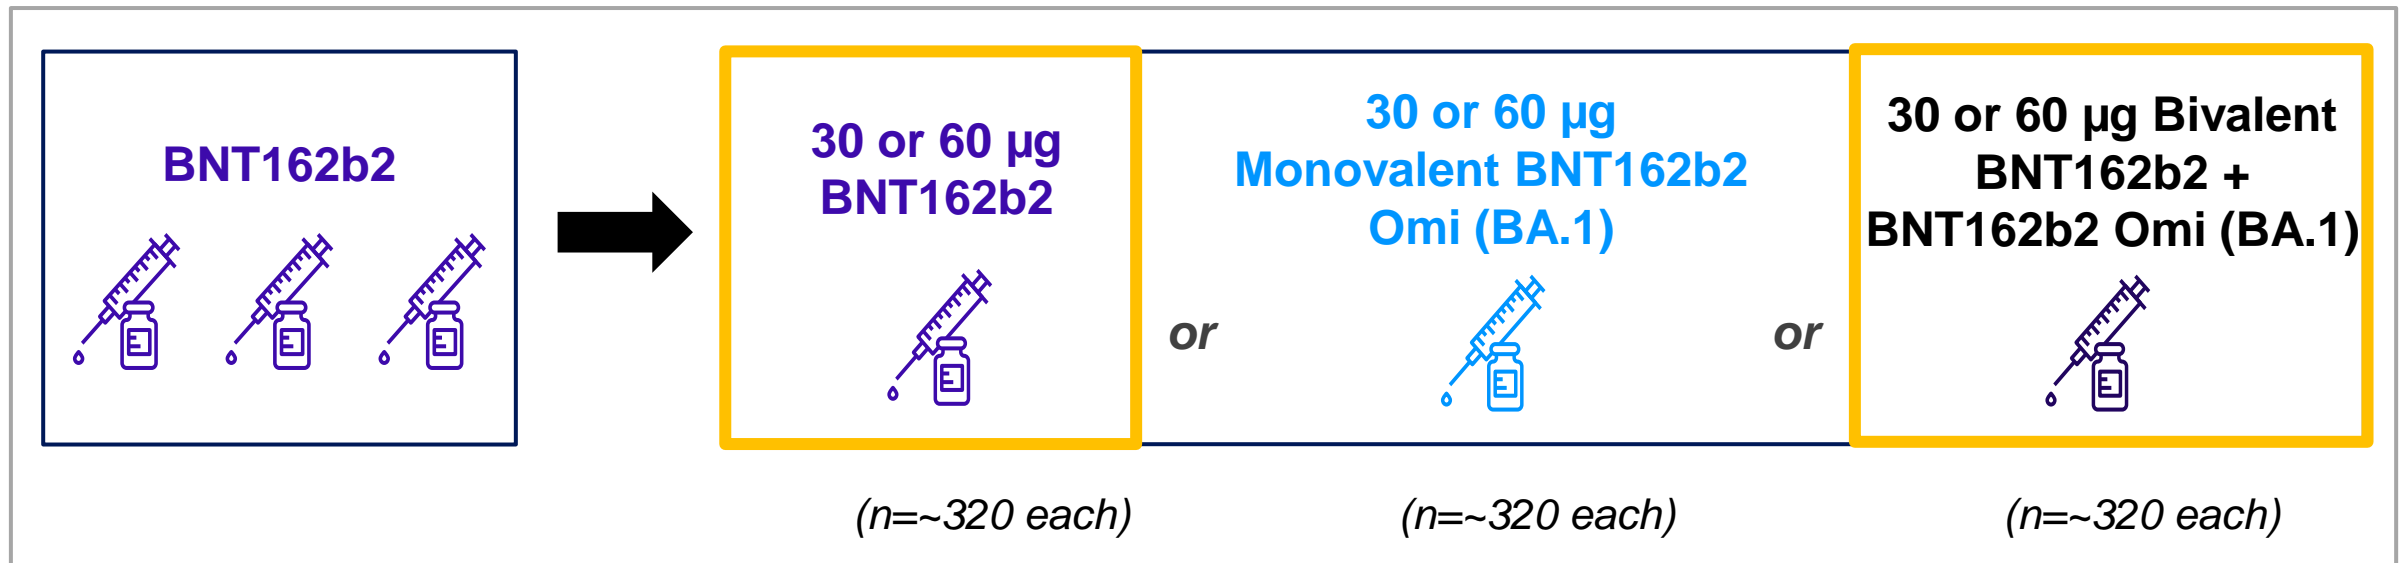 BNT162b2
30 or 60 µg
BNT162b2
or
30 or 60 µg
Monovalent BNT162b2
Omi (BA.1)
or
30 or 60 µg Bivalent
BNT162b2 +
BNT162b2 Omi (BA.1)
(n=~320 each)
(n=~320 each)
(n=~320 each)